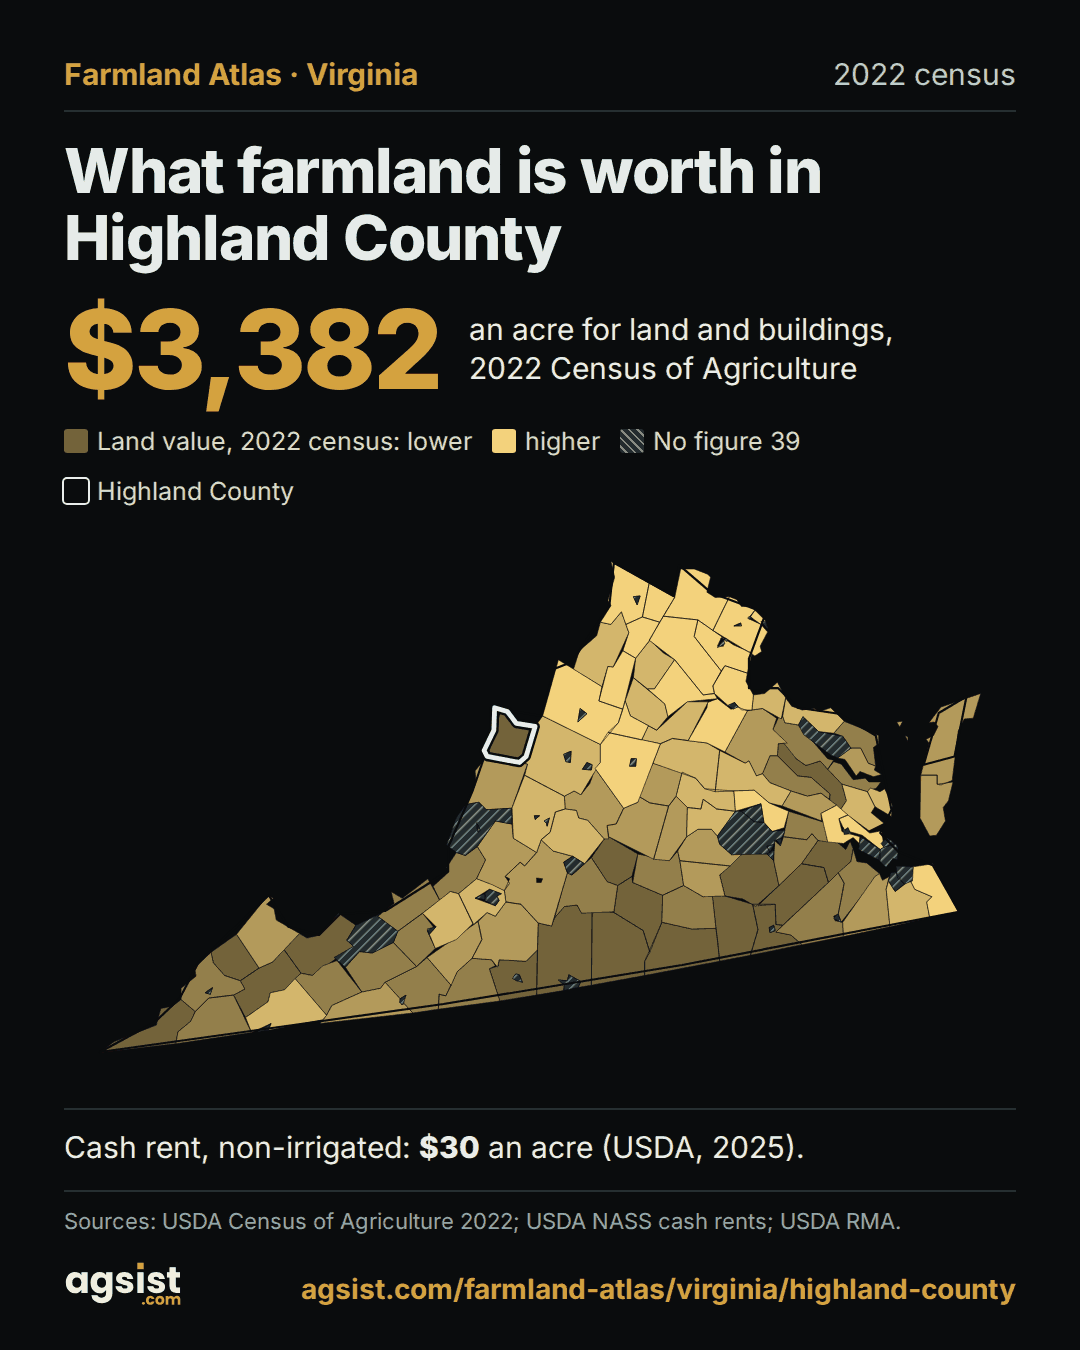 Farmland Atlas · Virginia
2022 census
What farmland is worth in
Highland County
$3,382
an acre for land and buildings,
2022 Census of Agriculture
Land value, 2022 census: lower
higher
No figure 39
Highland County
Cash rent, non-irrigated: $30 an acre (USDA, 2025).
Sources: USDA Census of Agriculture 2022; USDA NASS cash rents; USDA RMA.
agsist
.com
agsist.com/farmland-atlas/virginia/highland-county